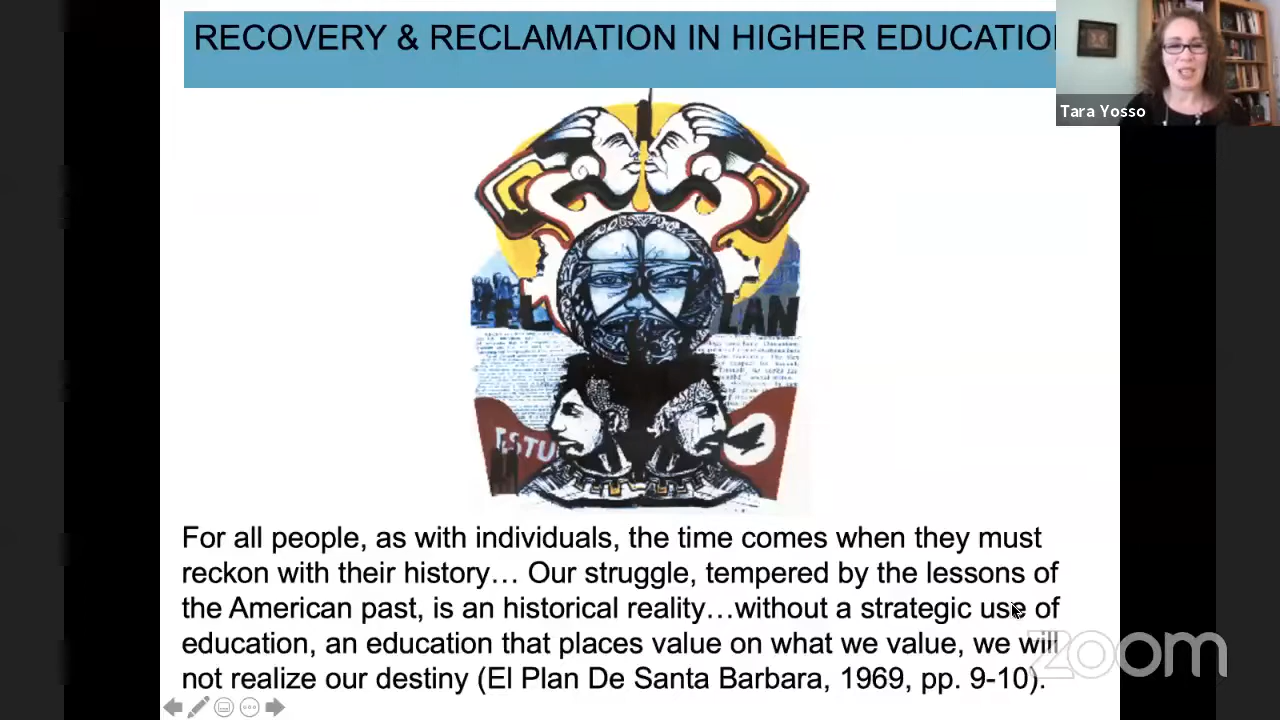 RECOVERY & RECLAMATION IN HIGHER EDUCATIO
Tara Yosso
LAN
For all people, as with individuals, the time comes when they must
reckon with their history… Our struggle, tempered by the lessons of
the American past, is an historical reality…without a strategic use of
education, an education that places value on what we value, we will
not realize our destiny (El Plan De Santa Barbara, 1969, pp. 9-10).
zoom